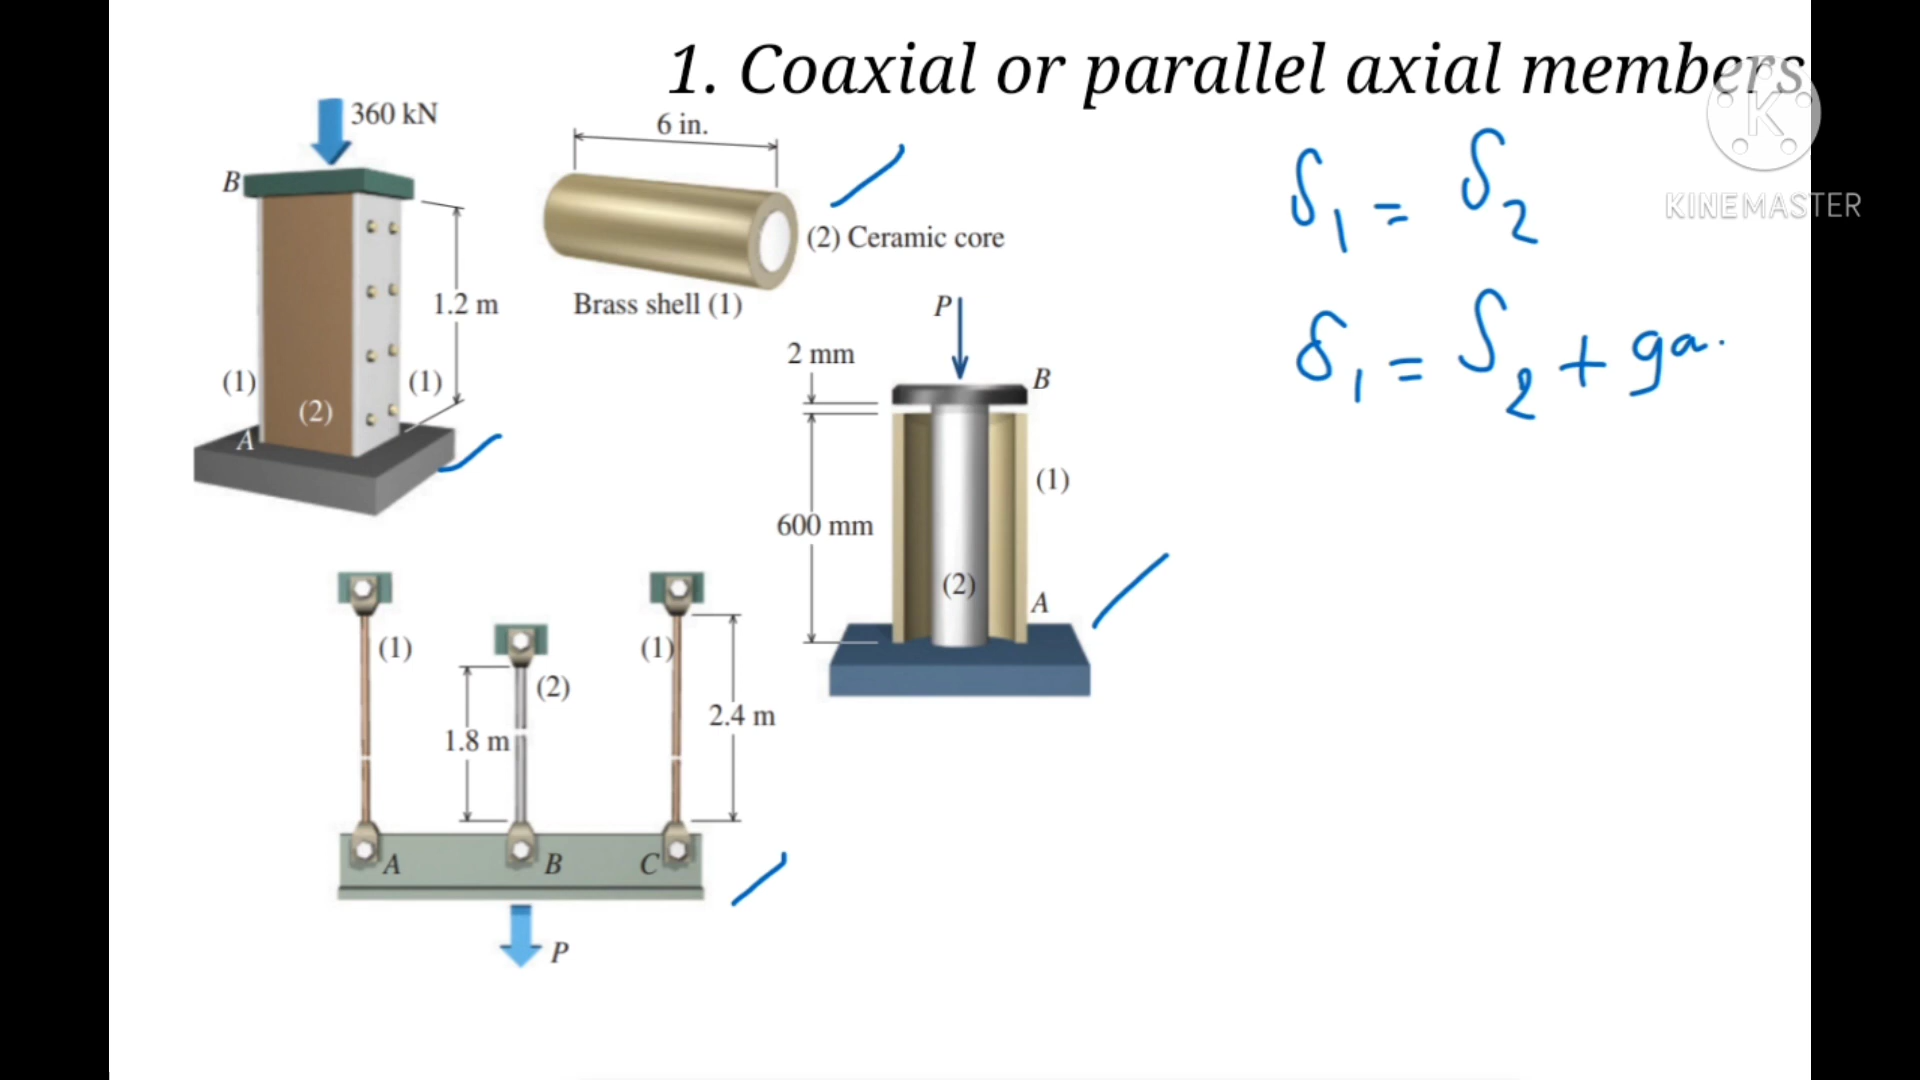 1. Coaxial or parallel axial members
KINEMASTER
360 kN
B
1.2 m
(1)
(2)
(1)
A
6 in.
(2) Ceramic core
Brass shell (1)
P
2 mm
B
600 mm
(1)
(2)
A
δ₁ = δ₂
δ₁ = δ₂ + ga.
(1)
(2)
(1)
1.8 m
2.4 m
A
B
C
P